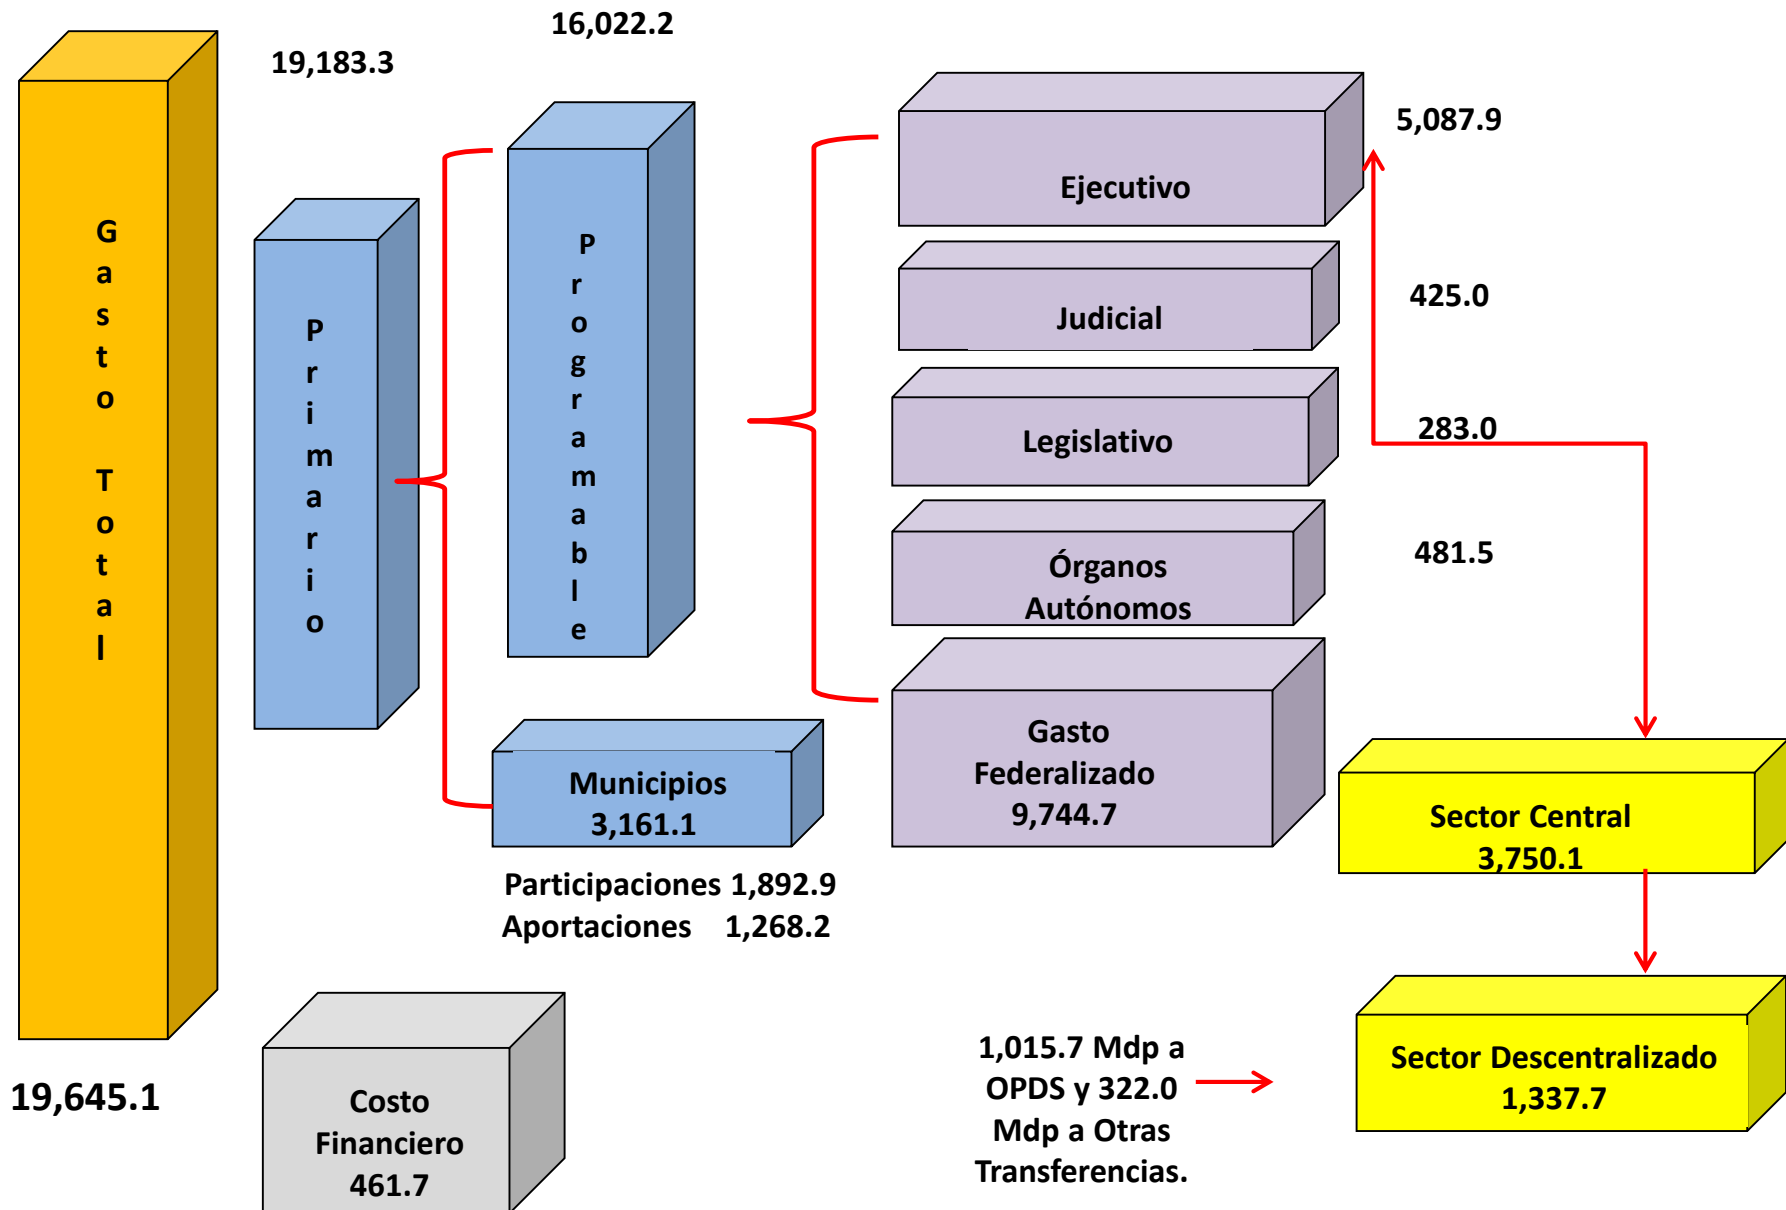 Gasto Total
19,645.1
19,183.3
Primario
16,022.2
Programable
Municipios
3,161.1
Participaciones 1,892.9
Aportaciones 1,268.2
Costo
Financiero
461.7
Ejecutivo
5,087.9
Judicial
425.0
Legislativo
283.0
Órganos
Autónomos
481.5
Gasto
Federalizado
9,744.7
Sector Central
3,750.1
1,015.7 Mdp a
OPDS y 322.0
Mdp a Otras
Transferencias.
Sector Descentralizado
1,337.7